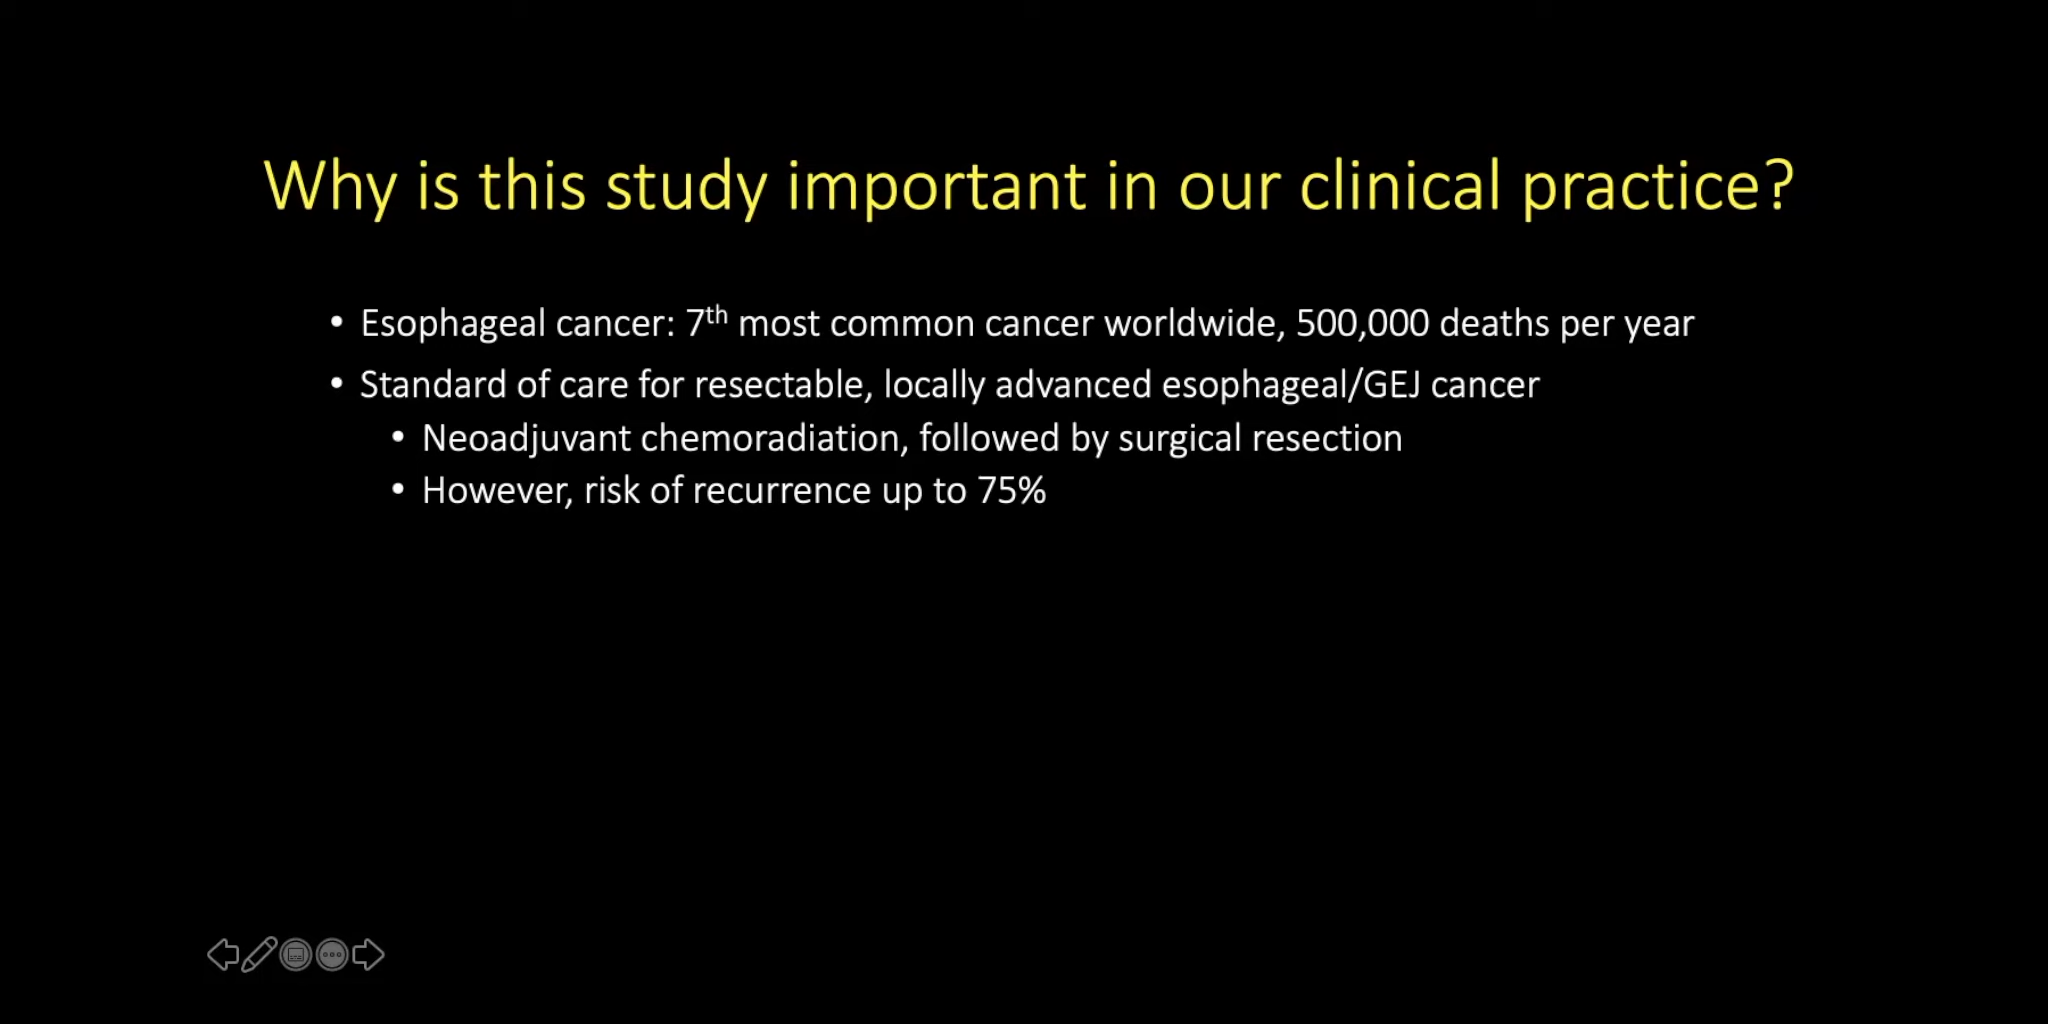 Why is this study important in our clinical practice?
• Esophageal cancer: 7th most common cancer worldwide, 500,000 deaths per year
• Standard of care for resectable, locally advanced esophageal/GEJ cancer
• Neoadjuvant chemoradiation, followed by surgical resection
• However, risk of recurrence up to 75%